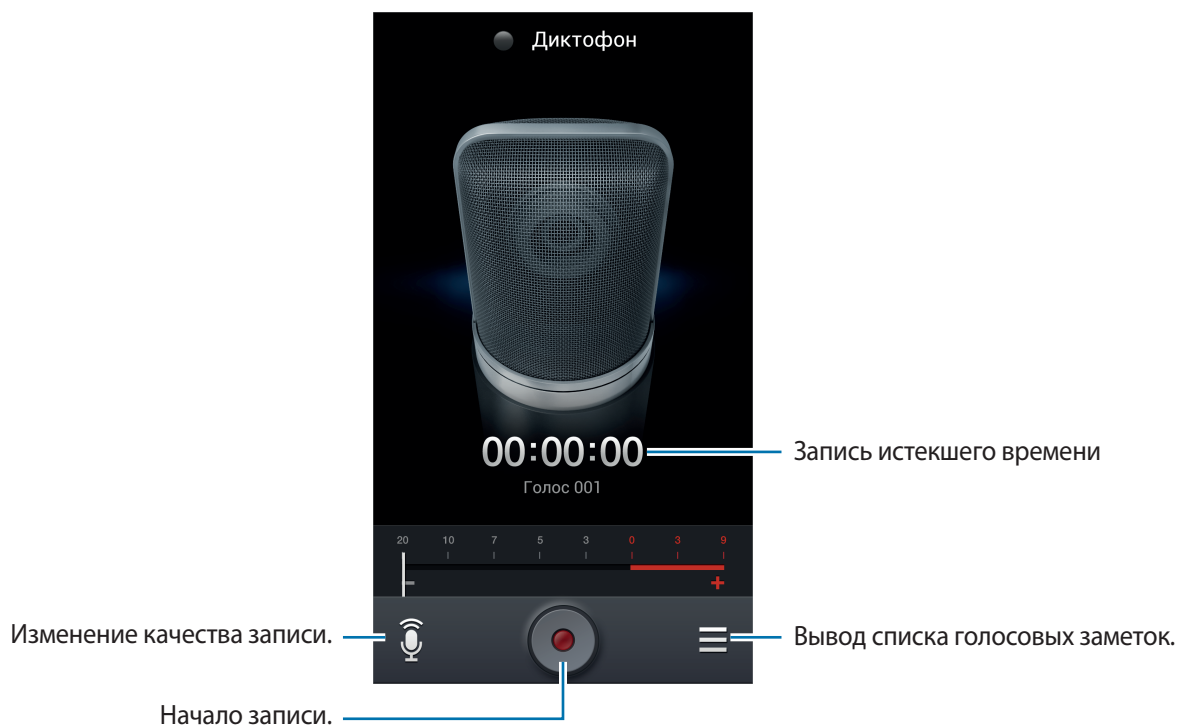 Диктофон
00:00:00
Запись истекшего времени
Голос 001
20 10 7 5 3 0 3 9
− +
Изменение качества записи.
Вывод списка голосовых заметок.
Начало записи.